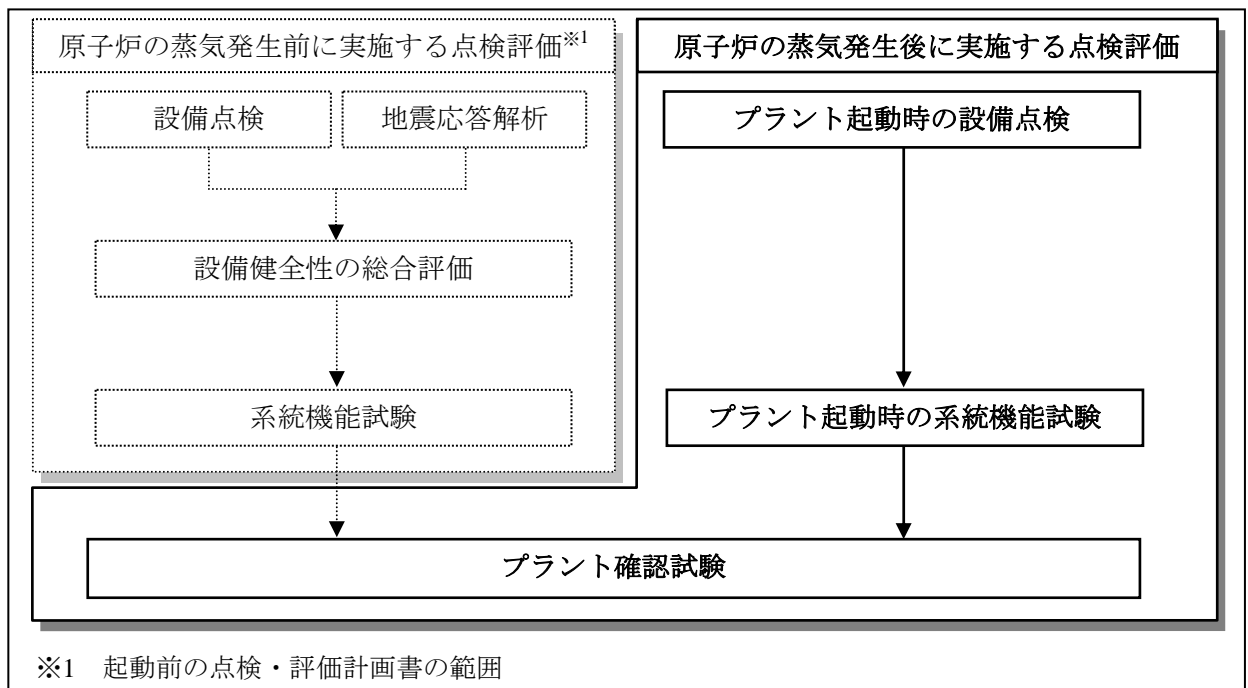 原子炉の蒸気発生前に実施する点検評価※1
原子炉の蒸気発生後に実施する点検評価
設備点検
地震応答解析
プラント起動時の設備点検
設備健全性の総合評価
系統機能試験
プラント起動時の系統機能試験
プラント確認試験
※1 起動前の点検・評価計画書の範囲